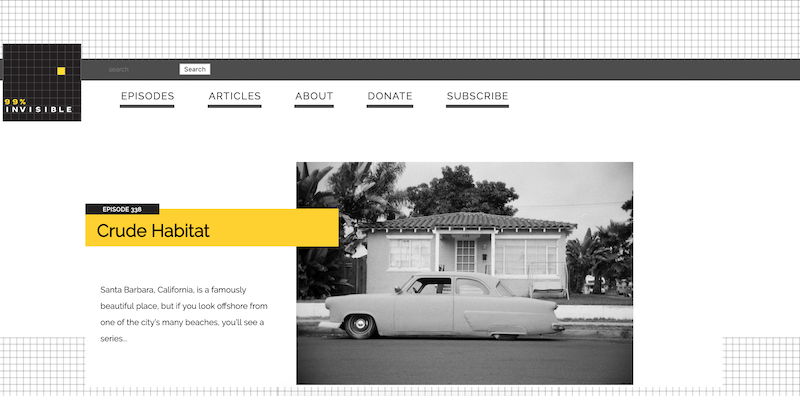 search
Search
99%
INVISIBLE
EPISODES
ARTICLES
ABOUT
DONATE
SUBSCRIBE
EPISODE 338
Crude Habitat
Santa Barbara, California, is a famously
beautiful place, but if you look offshore from
one of the city's many beaches, you'll see a
series...